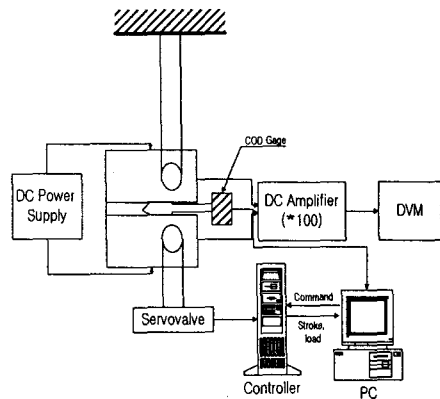 COD Gage
DC Power
Supply
DC Amplifier
(*100)
DVM
Servovalve
Command
Stroke,
load
Controller
PC